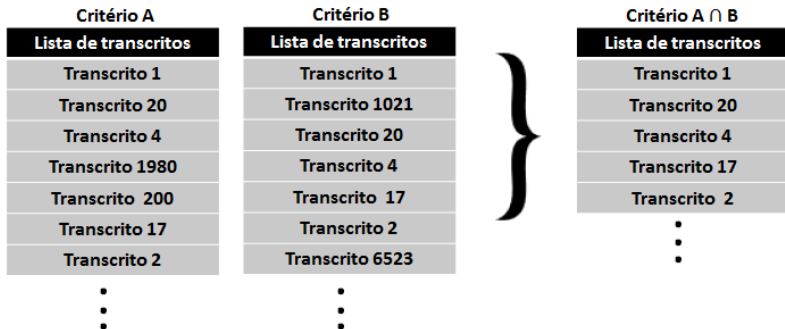 Critério A
Lista de transcritos
Transcrito 1
Transcrito 20
Transcrito 4
Transcrito 1980
Transcrito 200
Transcrito 17
Transcrito 2
Critério B
Lista de transcritos
Transcrito 1
Transcrito 1021
Transcrito 20
Transcrito 4
Transcrito 17
Transcrito 2
Transcrito 6523
Critério A ∩ B
Lista de transcritos
Transcrito 1
Transcrito 20
Transcrito 4
Transcrito 17
Transcrito 2